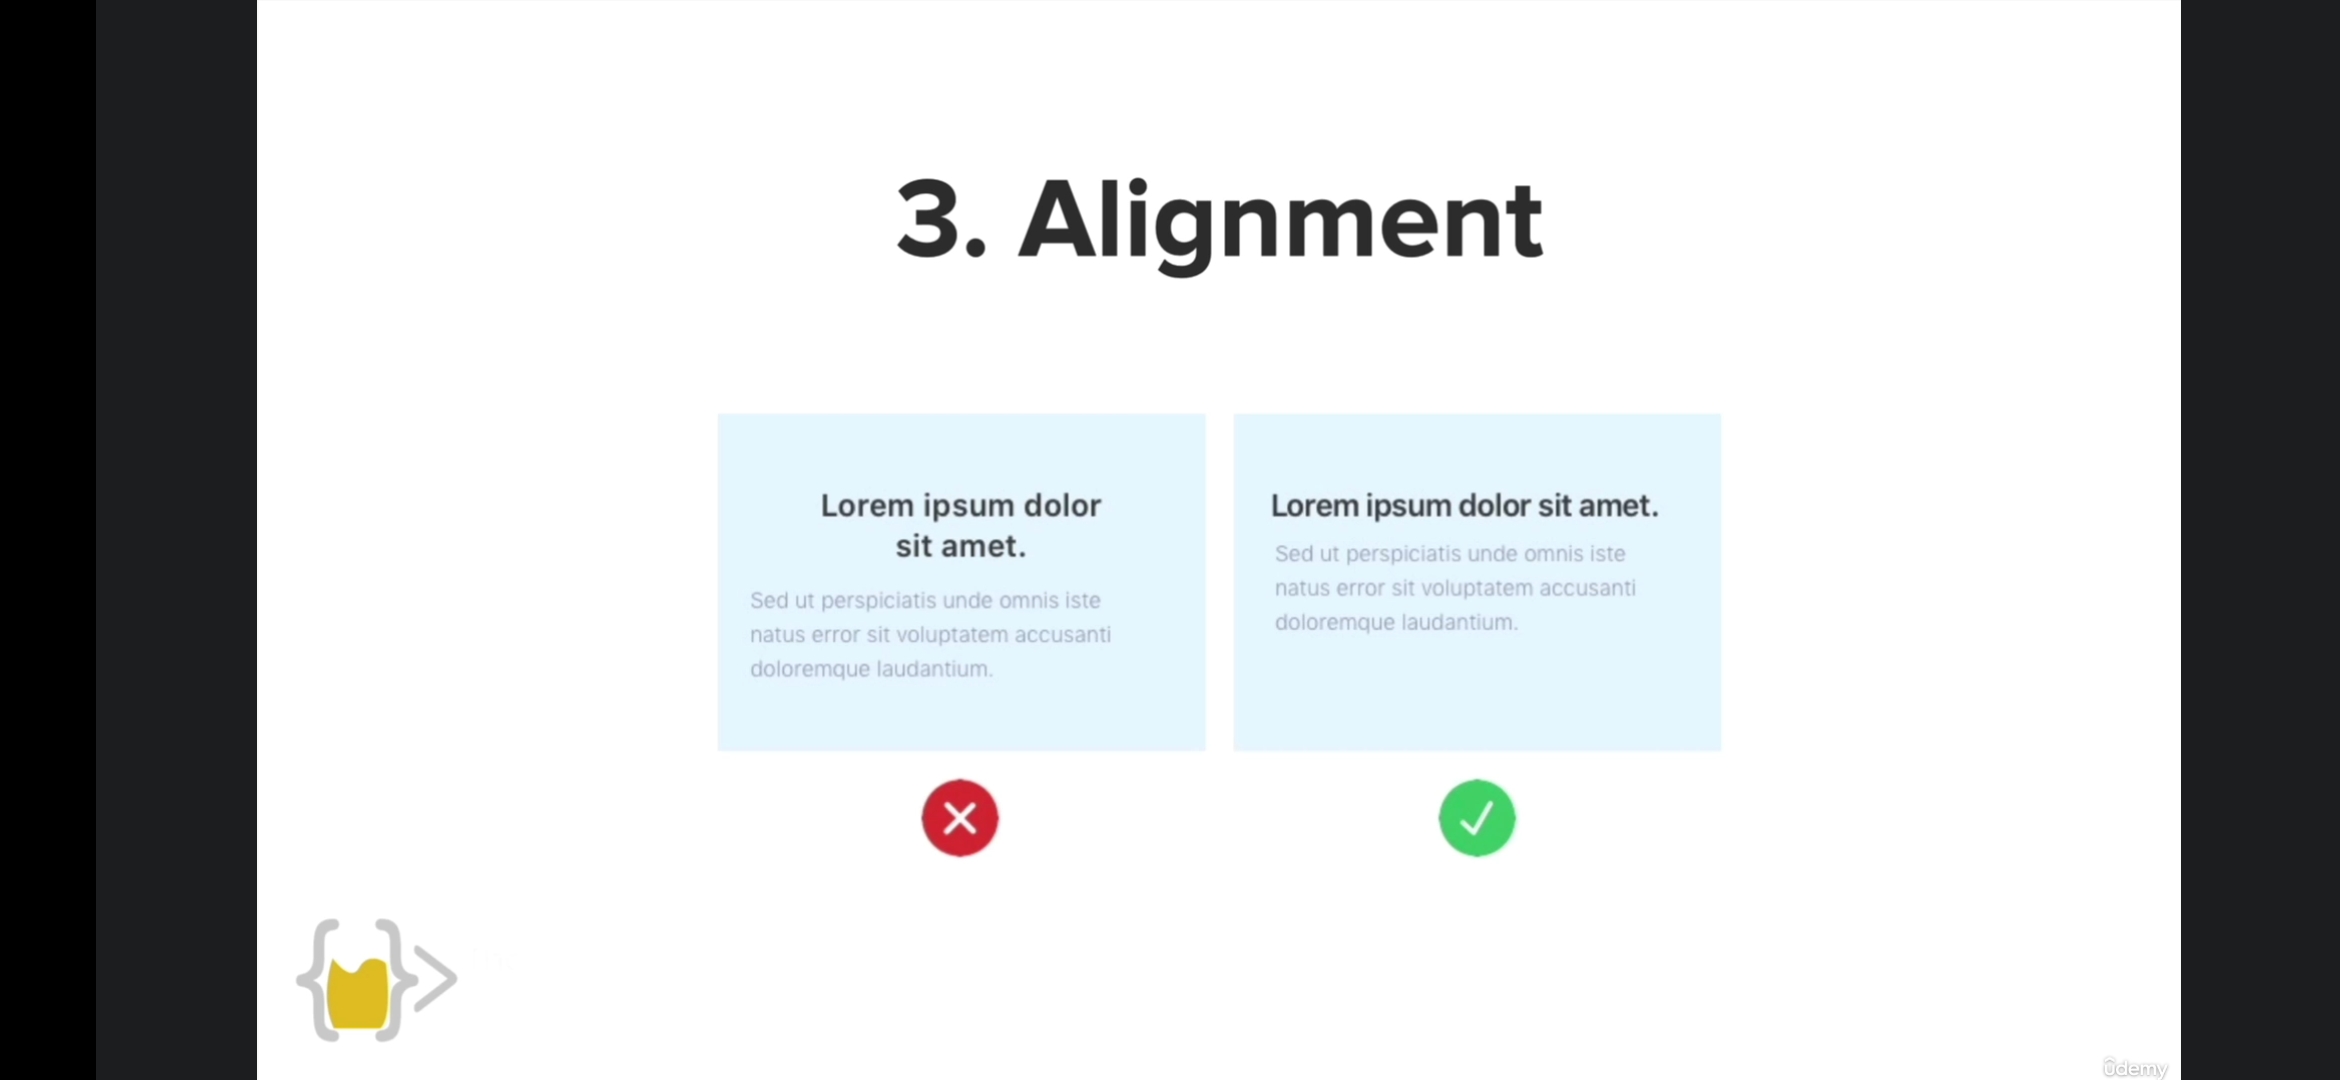 3. Alignment
Lorem ipsum dolor
sit amet.
Sed ut perspiciatis unde omnis iste
natus error sit voluptatem accusanti
doloremque laudantium.
Lorem ipsum dolor sit amet.
Sed ut perspiciatis unde omnis iste
natus error sit voluptatem accusanti
doloremque laudantium.
ûdemy